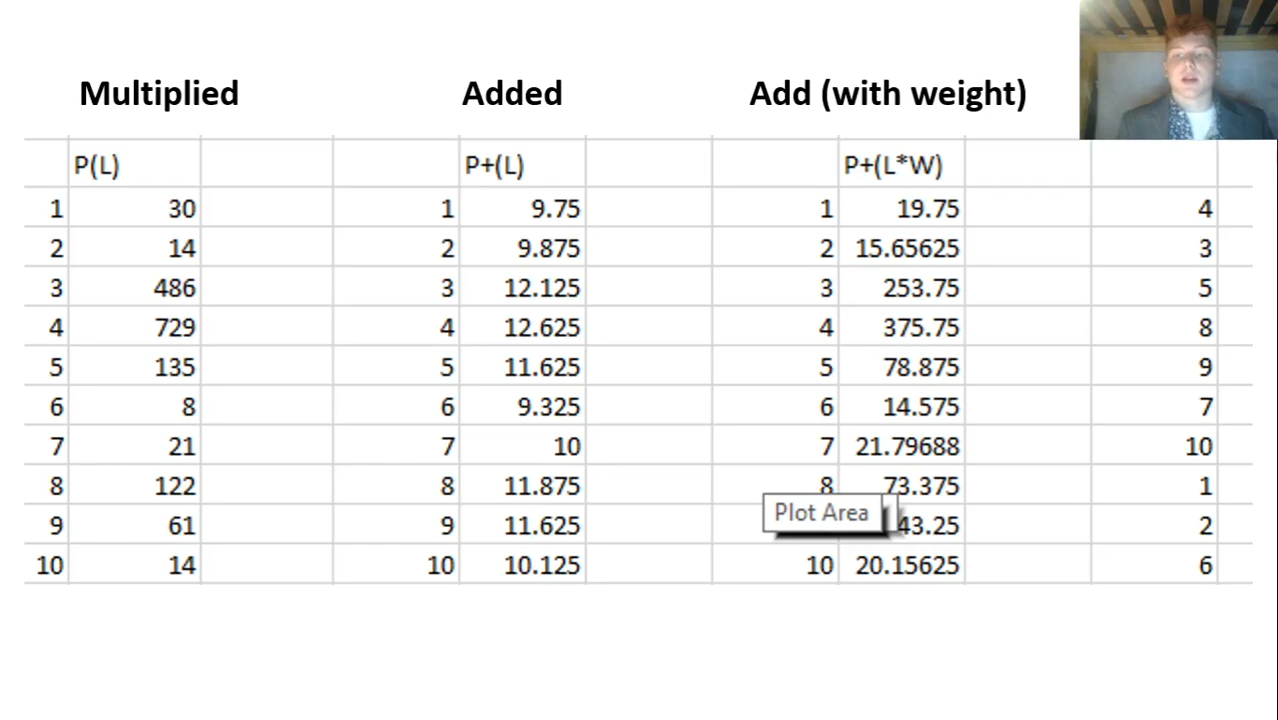 Multiplied Added Add (with weight)
P(L) P+(L) P+(L*W)
1 30 1 9.75 1 19.75 4
2 14 2 9.875 2 15.65625 3
3 486 3 12.125 3 253.75 5
4 729 4 12.625 4 375.75 8
5 135 5 11.625 5 78.875 9
6 8 6 9.325 6 14.575 7
7 21 7 10 7 21.79688 10
8 122 8 11.875 8 73.375 1
Plot Area
9 61 9 11.625 43.25 2
10 14 10 10.125 10 20.15625 6